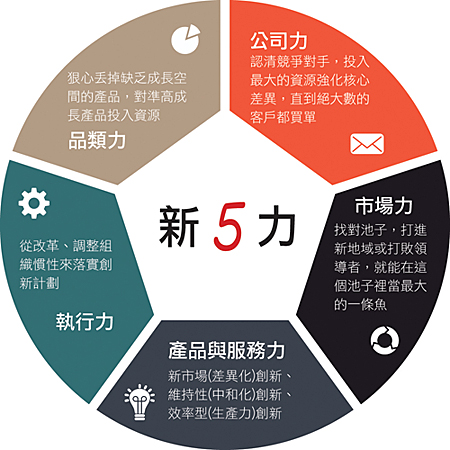 新5力
公司力
認清競爭對手，投入
最大的資源強化核心
差異，直到絕大數的
客戶都買單
市場力
找對池子，打進
新地域或打敗領
導者，就能在這
個池子裡當最大
的一條魚
產品與服務力
新市場(差異化)創新、
維持性(中和化)創新、
效率型(生產力)創新
從改革、調整組
織慣性來落實創
新計劃
執行力
狠心丟掉缺乏成長空
間的產品，對準高成
長產品投入資源
品類力